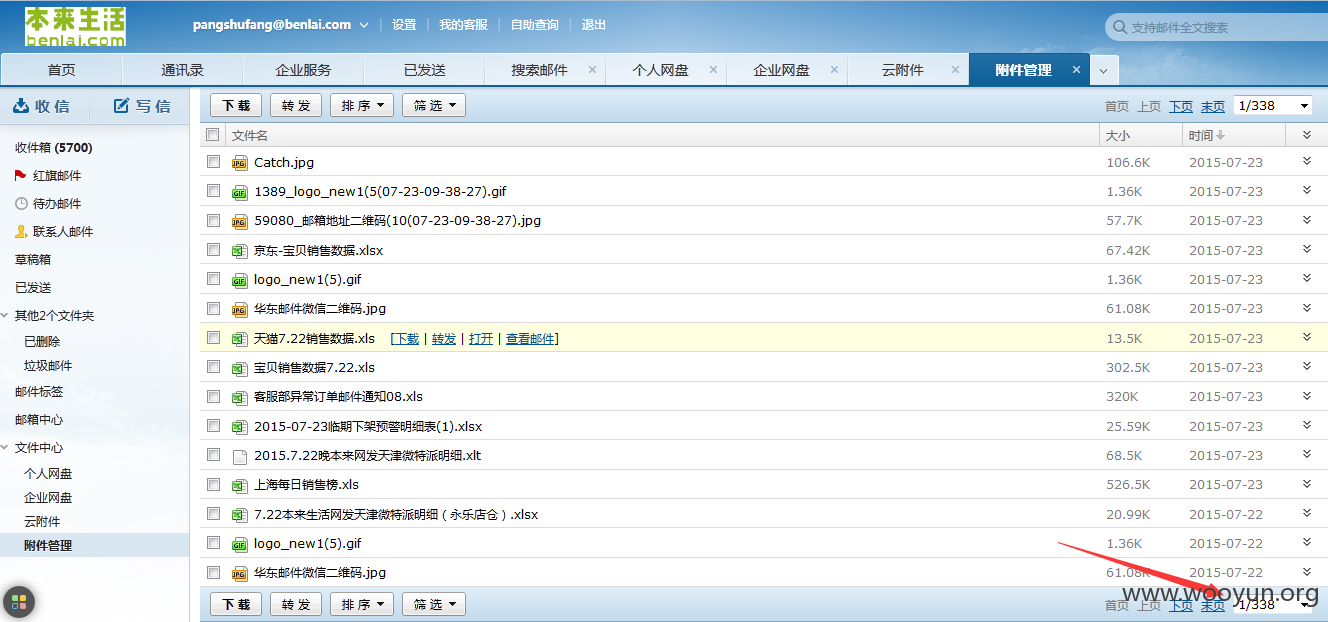 本来生活
benlai.com
pangshufang@benlai.com 设置 我的客服 自助查询 退出
支持邮件全文搜索
首页 通讯录 企业服务 已发送 搜索邮件 × 个人网盘 × 企业网盘 × 云附件 × 附件管理 ×
收信 写信
下载 转发 排序 筛选
首页 上页 下页 末页 1/338
文件名 大小 时间
收件箱 (5700)
红旗邮件
待办邮件
联系人邮件
草稿箱
已发送
其他2个文件夹
已删除
垃圾邮件
邮件标签
邮箱中心
文件中心
个人网盘
企业网盘
云附件
附件管理
JPG Catch.jpg 106.6K 2015-07-23
GIF 1389_logo_new1(5(07-23-09-38-27).gif 1.36K 2015-07-23
JPG 59080_邮箱地址二维码(10(07-23-09-38-27).jpg 57.7K 2015-07-23
京东-宝贝销售数据.xlsx 67.42K 2015-07-23
GIF logo_new1(5).gif 1.36K 2015-07-23
JPG 华东邮件微信二维码.jpg 61.08K 2015-07-23
天猫7.22销售数据.xls [下载 | 转发 | 打开 | 查看邮件] 13.5K 2015-07-23
宝贝销售数据7.22.xls 302.5K 2015-07-23
客服部异常订单邮件通知08.xls 320K 2015-07-23
2015-07-23临期下架预警明细表(1).xlsx 25.59K 2015-07-23
2015.7.22晚本来网发天津微特派明细.xlt 68.5K 2015-07-23
上海每日销售榜.xls 526.5K 2015-07-23
7.22本来生活网发天津微特派明细（永乐店仓）.xlsx 20.99K 2015-07-22
GIF logo_new1(5).gif 1.36K 2015-07-22
JPG 华东邮件微信二维码.jpg 61.08K 2015-07-22
下载 转发 排序 筛选
首页 上页 下页 末页 1/338
www.wooyun.org